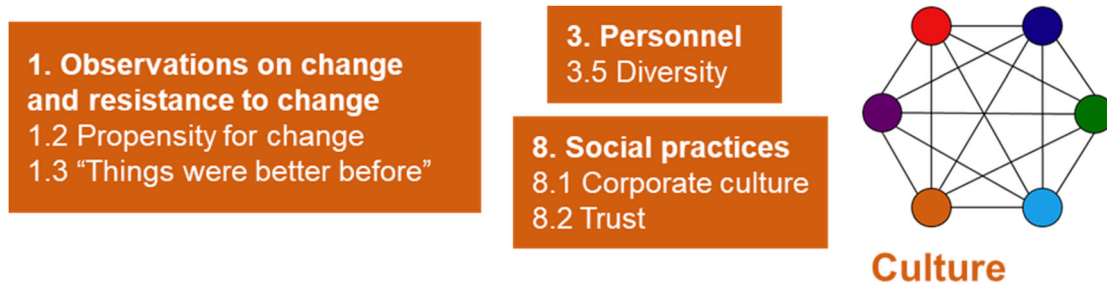 1. Observations on change
and resistance to change
1.2 Propensity for change
1.3 “Things were better before”
3. Personnel
3.5 Diversity
8. Social practices
8.1 Corporate culture
8.2 Trust
Culture